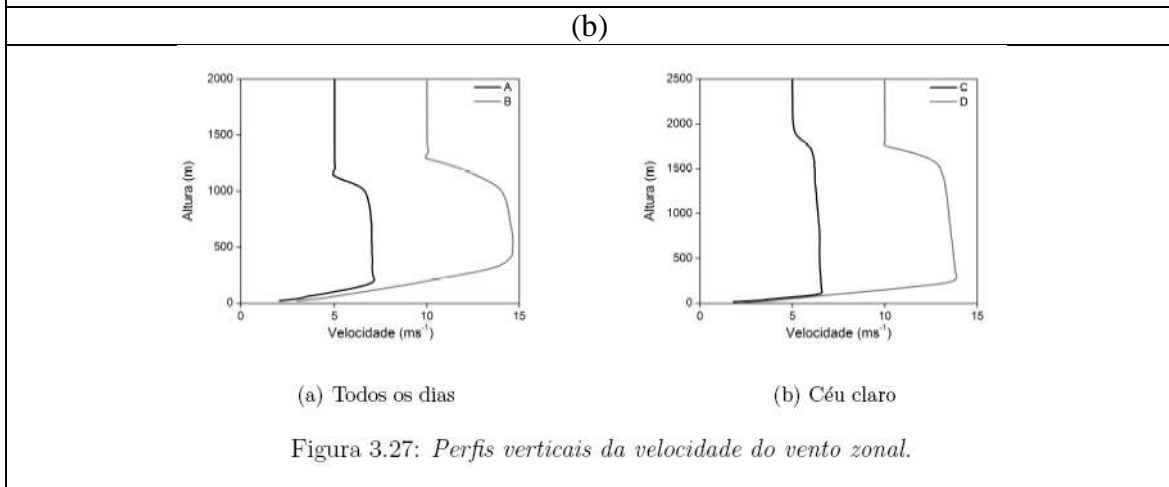 (b)
2000
1500
1000
500
0
Altura (m)
A
B
0
5
10
15
Velocidade (ms⁻¹)
2500
2000
1500
1000
500
0
Altura (m)
C
D
0
5
10
15
Velocidade (ms⁻¹)
(a) Todos os dias
(b) Céu claro
Figura 3.27: Perfis verticais da velocidade do vento zonal.